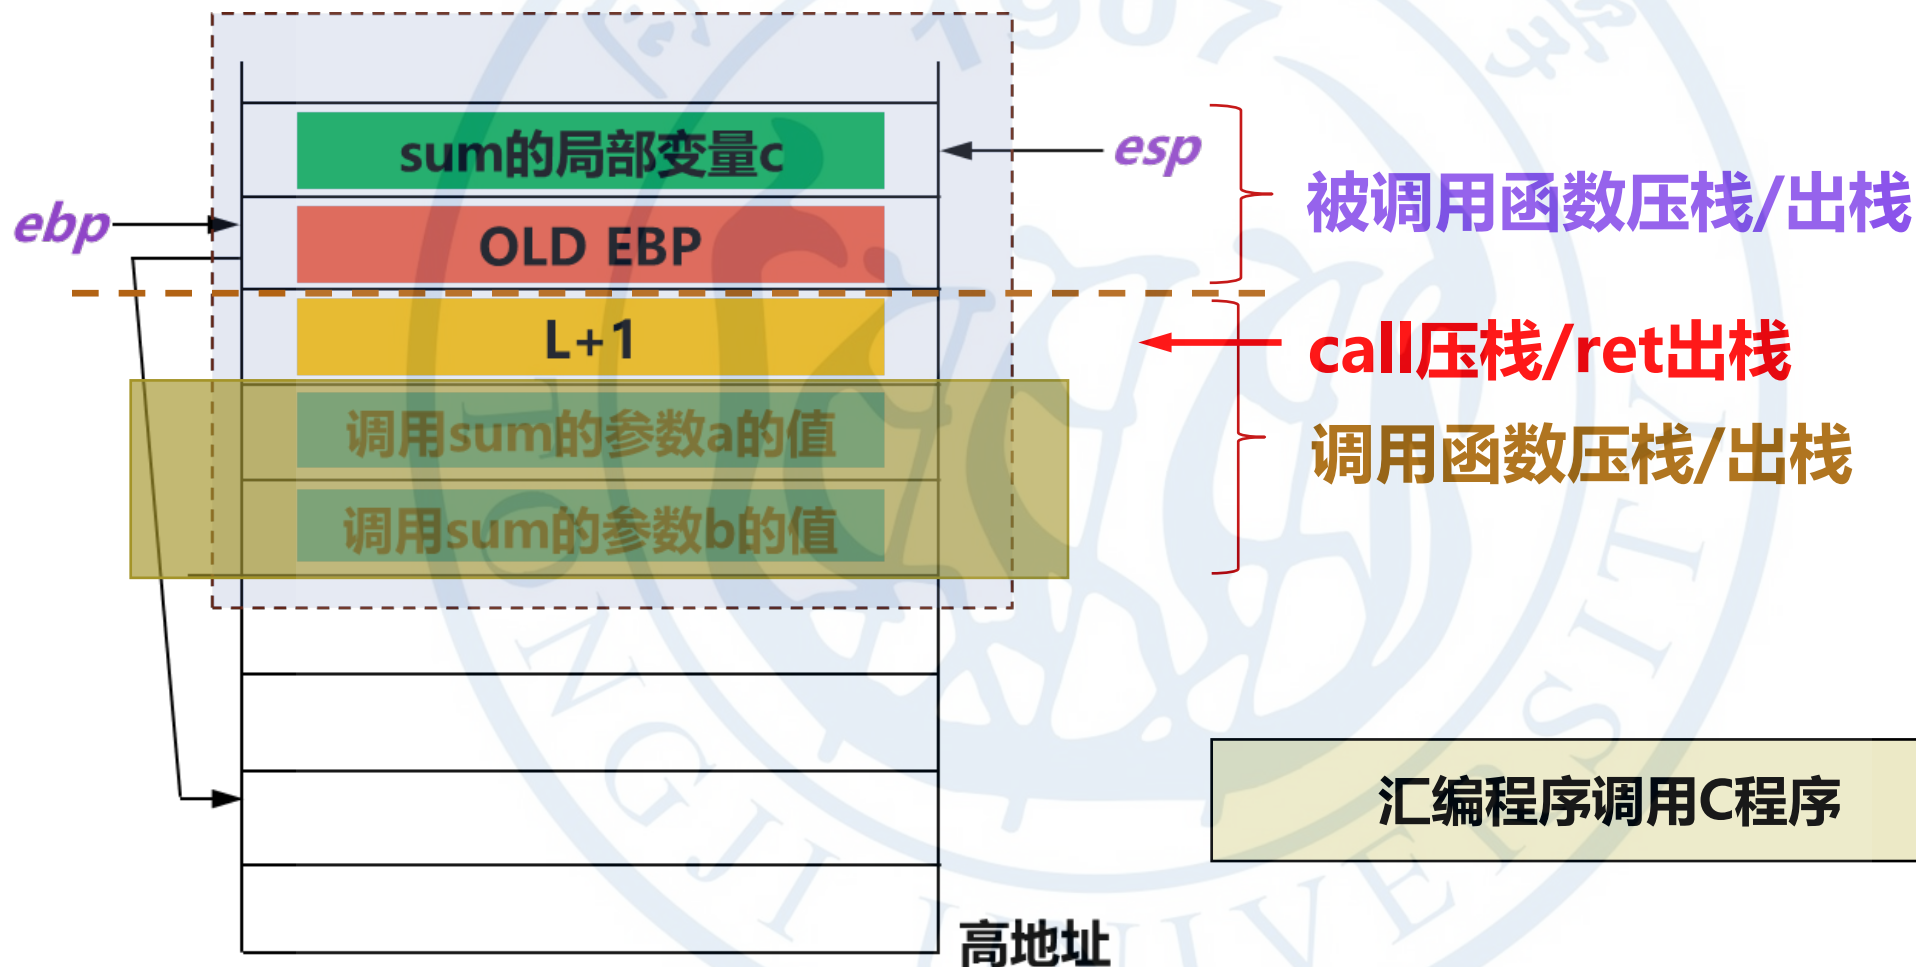 1907
sum的局部变量c
esp
被调用函数压栈/出栈
ebp
OLD EBP
L+1
call压栈/ret出栈
调用sum的参数a的值
调用函数压栈/出栈
调用sum的参数b的值
汇编程序调用C程序
高地址
TONGJI UNIVERSITY